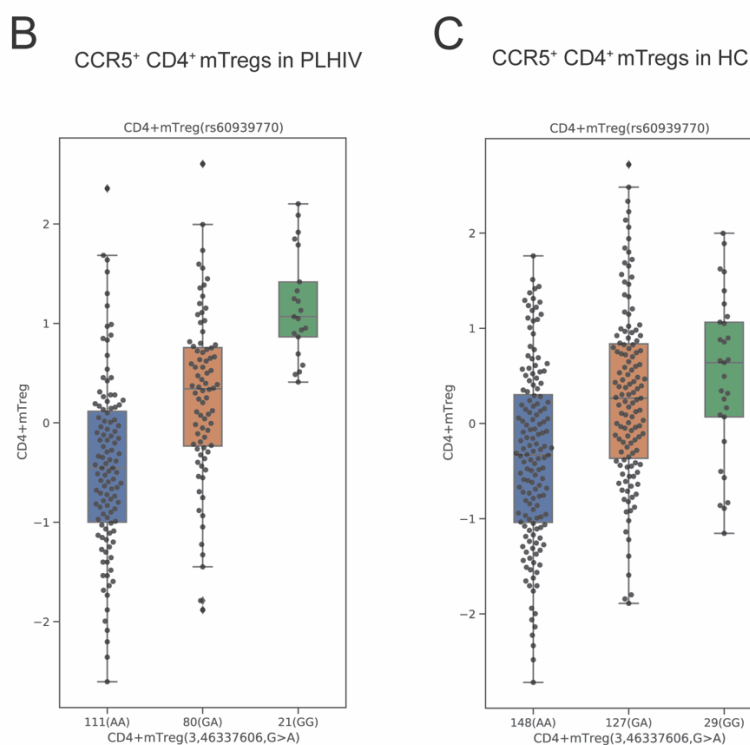 B
CCR5⁺ CD4⁺ mTregs in PLHIV
CD4+mTreg(rs60939770)
CD4+mTreg
2
1
0
−1
−2
111(AA)
80(GA)
21(GG)
CD4+mTreg(3,46337606,G>A)
C
CCR5⁺ CD4⁺ mTregs in HC
CD4+mTreg(rs60939770)
CD4+mTreg
2
1
0
−1
−2
148(AA)
127(GA)
29(GG)
CD4+mTreg(3,46337606,G>A)